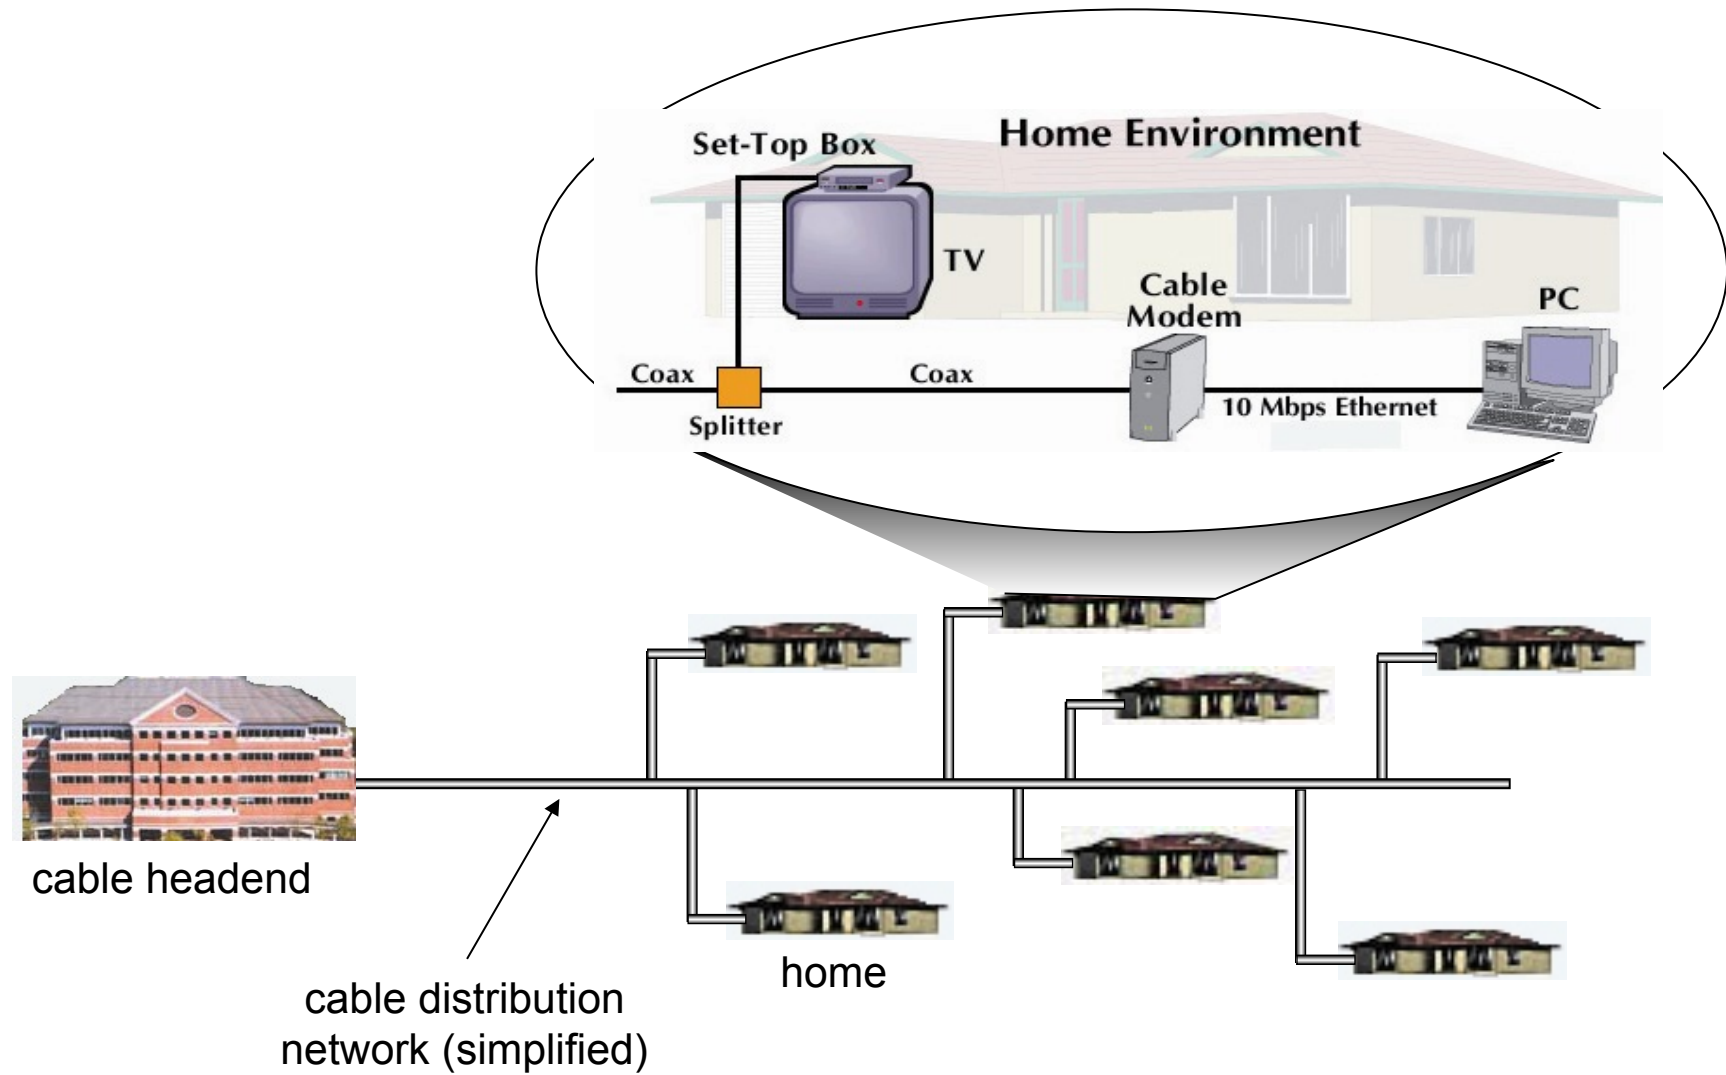 Home Environment
Set-Top Box
TV
Cable
Modem
PC
Coax
Coax
10 Mbps Ethernet
Splitter
cable headend
home
cable distribution
network (simplified)